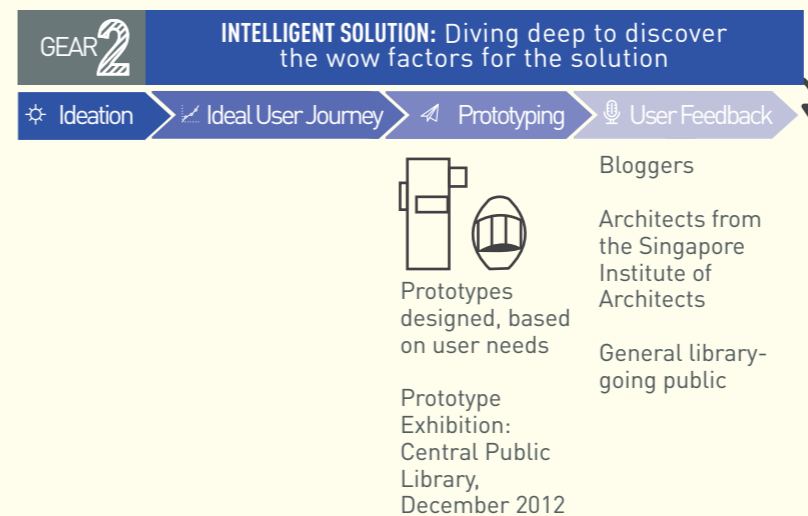 GEAR 2
INTELLIGENT SOLUTION: Diving deep to discover
the wow factors for the solution
Ideation
Ideal User Journey
Prototyping
User Feedback
Prototypes
designed, based
on user needs
Prototype
Exhibition:
Central Public
Library,
December 2012
Bloggers
Architects from
the Singapore
Institute of
Architects
General library-
going public